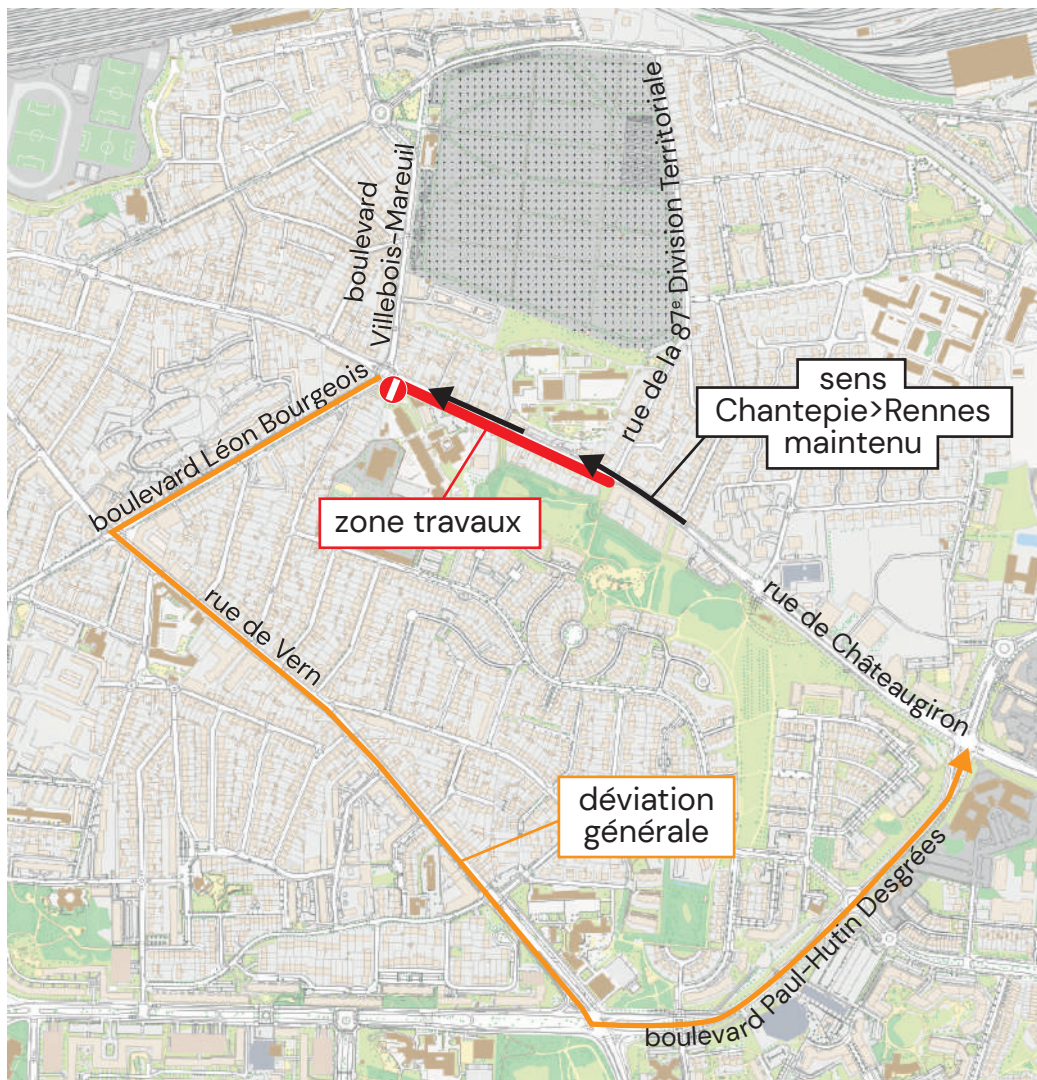 boulevard
Villebois-Mareuil
rue de la 87e Division Territoriale
sens
Chantepie>Rennes
maintenu
boulevard Léon Bourgeois
zone travaux
rue de Vern
rue de Châteaugiron
déviation
générale
boulevard Paul-Hutin Desgrées